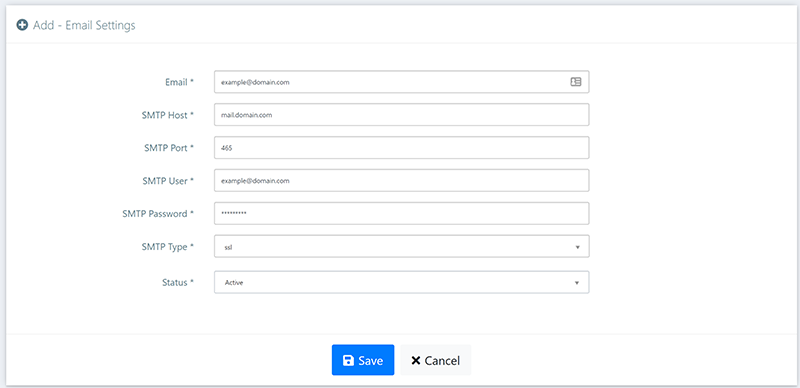 Add - Email Settings
Email * example@domain.com
SMTP Host * mail.domain.com
SMTP Port * 465
SMTP User * example@domain.com
SMTP Password * *********
SMTP Type * ssl
Status * Active
Save Cancel